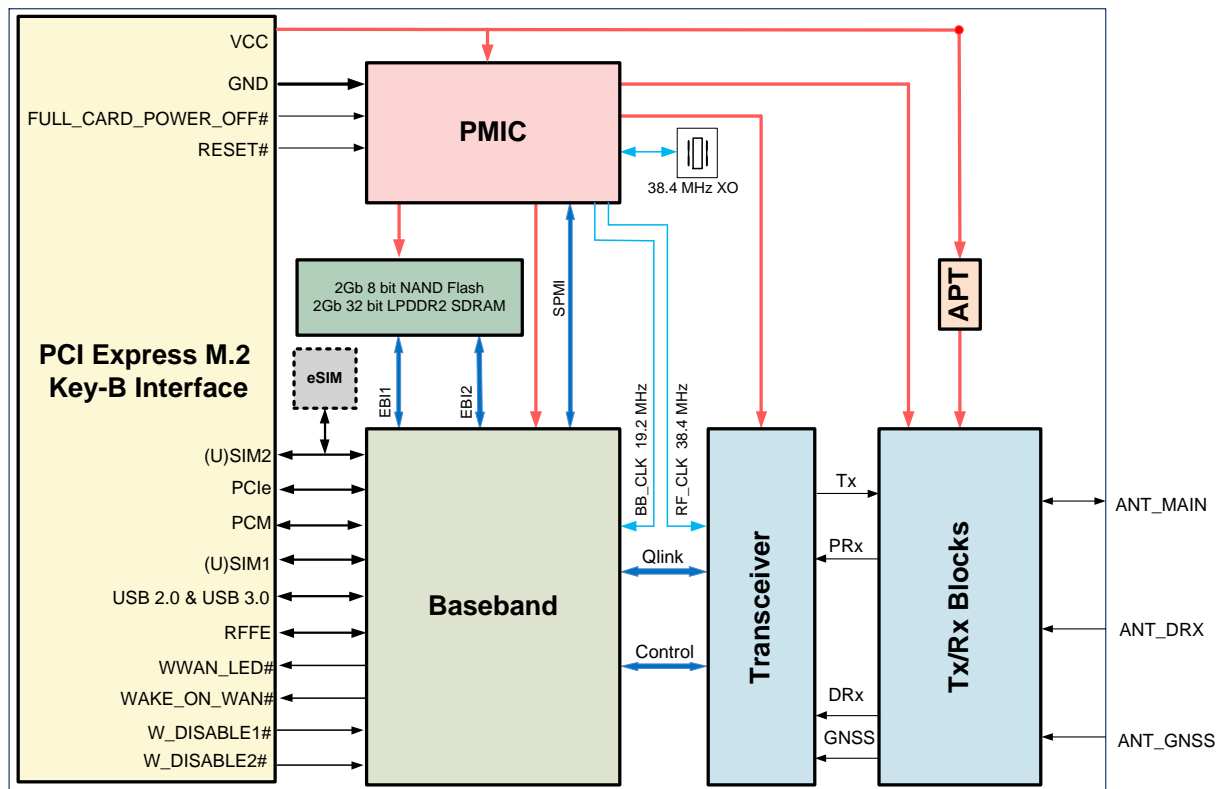 VCC
GND
FULL_CARD_POWER_OFF#
RESET#
PMIC
38.4 MHz XO
2Gb 8 bit NAND Flash
2Gb 32 bit LPDDR2 SDRAM
SPMI
APT
PCI Express M.2
Key-B Interface
eSIM
EBI1
EBI2
BB_CLK 19.2 MHz
RF_CLK 38.4 MHz
(U)SIM2
PCIe
PCM
(U)SIM1
USB 2.0 & USB 3.0
RFFE
WWAN_LED#
WAKE_ON_WAN#
W_DISABLE1#
W_DISABLE2#
Baseband
Qlink
Control
Transceiver
Tx
PRx
DRx
GNSS
Tx/Rx Blocks
ANT_MAIN
ANT_DRX
ANT_GNSS